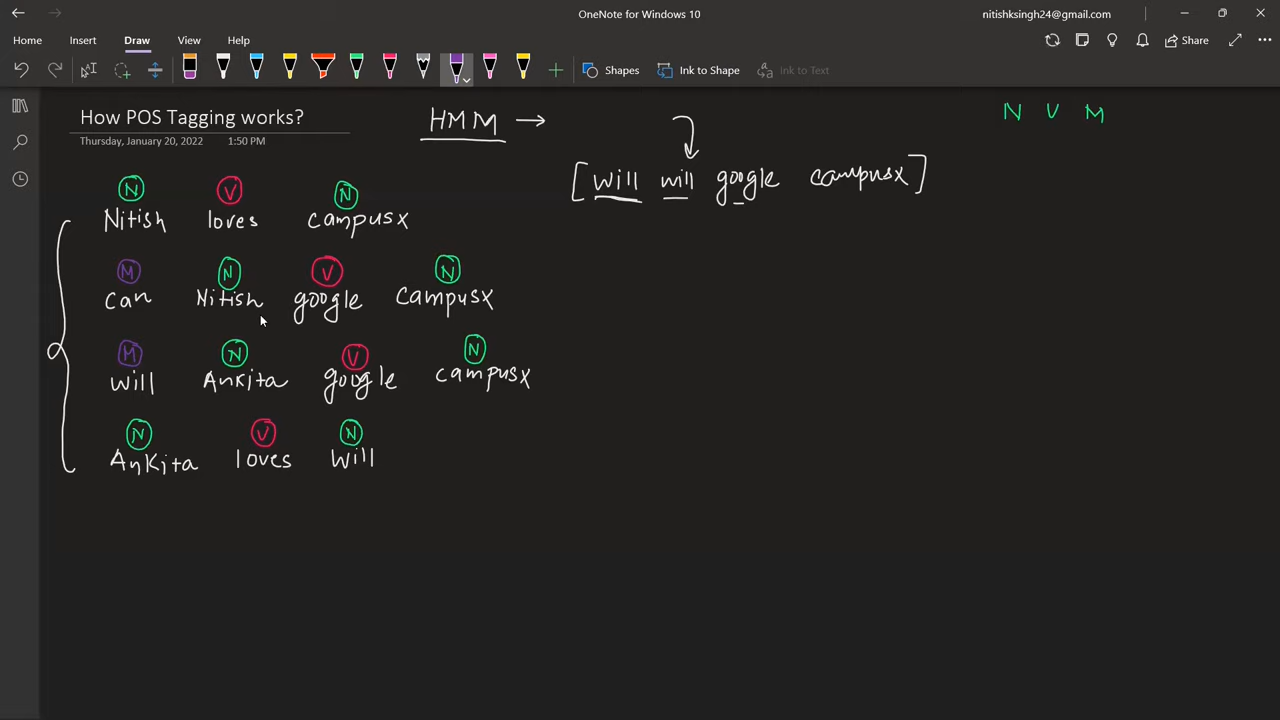 OneNote for Windows 10
nitishksingh24@gmail.com
Home Insert Draw View Help
Share
Shapes Ink to Shape Ink to Text
How POS Tagging works?
Thursday, January 20, 2022 1:50 PM
HMM →
N V M
[will will google campusx]
N V N
Nitish loves campusx
M N V N
can Nitish google campusx
M N V N
will Ankita google campusx
N V N
Ankita loves will